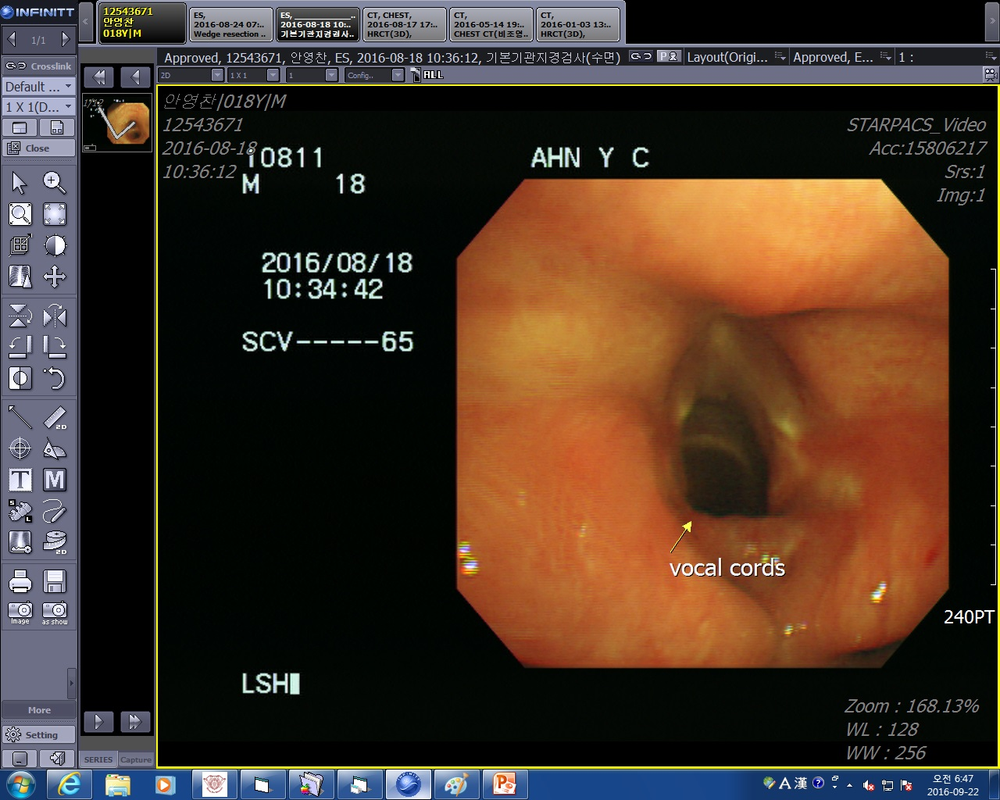 INFINITT
1/1
Crosslink
Default ...
1 X 1(D...
Close
2D
T
M
S
L
2D
Image
as show
More
Setting
12543671
안영찬
018Y|M
ES,
2016-08-24 07:..
Wedge resection ..
ES, ______________..
2016-08-18 10:..
기본기관지경검사..
CT, CHEST,
2016-08-17 17:..
HRCT(3D),
CT,
2016-05-14 19:..
CHEST CT(비조영..
CT,
2016-01-03 13:..
HRCT(3D),
Approved, 12543671, 안영찬, ES, 2016-08-18 10:36:12, 기본기관지경검사(수면)
P
Layout(Origi...
Approved, E...
1 :
2D
1 X 1
1
Config..
ALL
1/12
SERIES
Capture
안영찬|018Y|M
12543671
2016-08-18
10:36:12
10811
M 18
AHN Y C
STARPACS_Video
Acc:15806217
Srs:1
Img:1
2016/08/18
10:34:42
SCV-----65
vocal cords
240PT
LSH
Zoom : 168.13%
WL : 128
WW : 256
A 漢
오전 6:47
2016-09-22